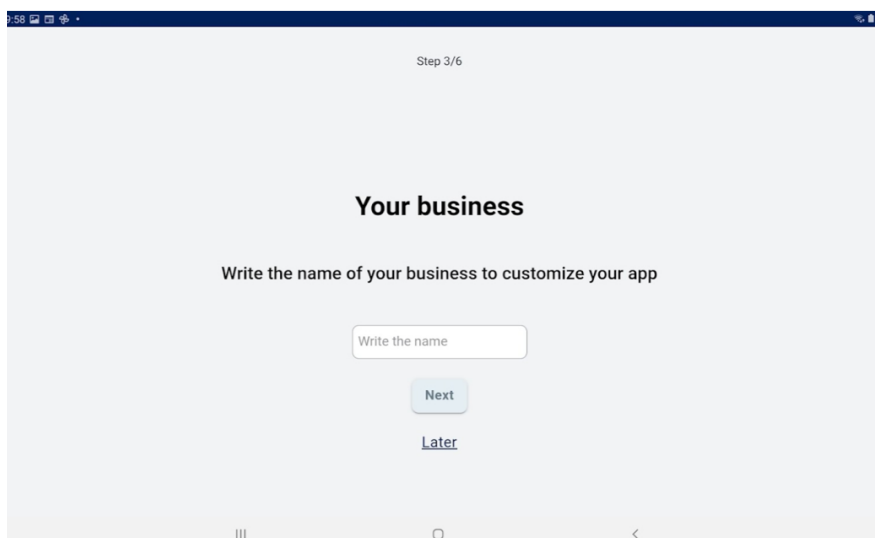 9:58
Step 3/6
Your business
Write the name of your business to customize your app
Write the name
Next
Later